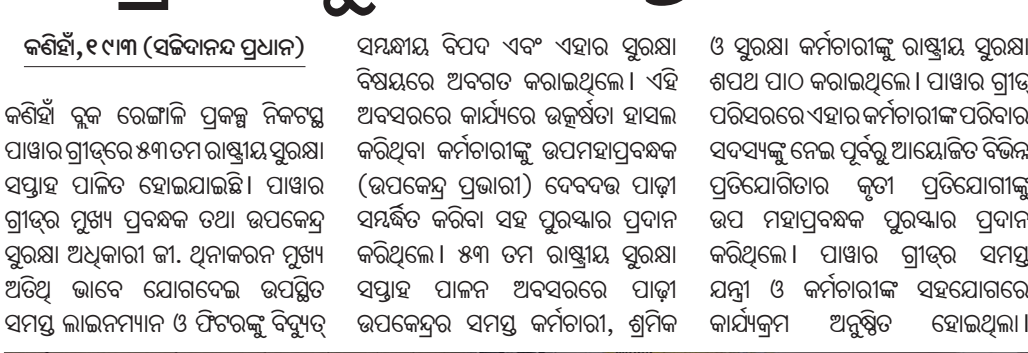 କଣିହାଁ,୧୯।୩ (ସଚ୍ଚିଦାନନ୍ଦ ପ୍ରଧାନ)
କଣିହାଁ ବ୍ଲକ ରେଙ୍ଗାଳି ପ୍ରକଳ୍ପ ନିକଟସ୍ଥ
ପାୱାର ଗ୍ରୀଡ୍‌ରେ ୫୩ ତମ ରାଷ୍ଟ୍ରୀୟ ସୁରକ୍ଷା
ସପ୍ତାହ ପାଳିତ ହୋଇଯାଇଛି। ପାୱାର
ଗ୍ରୀଡ୍‌ର ମୁଖ୍ୟ ପ୍ରବନ୍ଧକ ତଥା ଉପକେନ୍ଦ୍ର
ସୁରକ୍ଷା ଅଧିକାରୀ ଜୀ. ଥିନାକରନ ମୁଖ୍ୟ
ଅତିଥି ଭାବେ ଯୋଗଦେଇ ଉପସ୍ଥିତ
ସମସ୍ତ ଲାଇନମ୍ୟାନ ଓ ଫିଟରଙ୍କୁ ବିଦ୍ୟୁତ୍
ସମ୍ବନ୍ଧୀୟ ବିପଦ ଏବଂ ଏହାର ସୁରକ୍ଷା
ବିଷୟରେ ଅବଗତ କରାଇଥିଲେ। ଏହି
ଅବସରରେ କାର୍ଯ୍ୟରେ ଉତ୍କର୍ଷତା ହାସଲ
କରିଥିବା କର୍ମଚାରୀଙ୍କୁ ଉପମହାପ୍ରବନ୍ଧକ
(ଉପକେନ୍ଦ୍ର ପ୍ରଭାରୀ) ଦେବଦତ୍ତ ପାଢ଼ୀ
ସମ୍ବର୍ଦ୍ଧିତ କରିବା ସହ ପୁରସ୍କାର ପ୍ରଦାନ
କରିଥିଲେ। ୫୩ ତମ ରାଷ୍ଟ୍ରୀୟ ସୁରକ୍ଷା
ସପ୍ତାହ ପାଳନ ଅବସରରେ ପାଢ଼ୀ
ଉପକେନ୍ଦ୍ରର ସମସ୍ତ କର୍ମଚାରୀ, ଶ୍ରମିକ
ଓ ସୁରକ୍ଷା କର୍ମଚାରୀଙ୍କୁ ରାଷ୍ଟ୍ରୀୟ ସୁରକ୍ଷା
ଶପଥ ପାଠ କରାଇଥିଲେ। ପାୱାର ଗ୍ରୀଡ୍
ପରିସରରେ ଏହାର କର୍ମଚାରୀଙ୍କ ପରିବାର
ସଦସ୍ୟଙ୍କୁ ନେଇ ପୂର୍ବରୁ ଆୟୋଜିତ ବିଭିନ୍ନ
ପ୍ରତିଯୋଗିତାର କୃତୀ ପ୍ରତିଯୋଗୀଙ୍କୁ
ଉପ ମହାପ୍ରବନ୍ଧକ ପୁରସ୍କାର ପ୍ରଦାନ
କରିଥିଲେ। ପାୱାର ଗ୍ରୀଡ୍‌ର ସମସ୍ତ
ଯନ୍ତ୍ରୀ ଓ କର୍ମଚାରୀଙ୍କ ସହଯୋଗରେ
କାର୍ଯ୍ୟକ୍ରମ ଅନୁଷ୍ଠିତ ହୋଇଥିଲା।